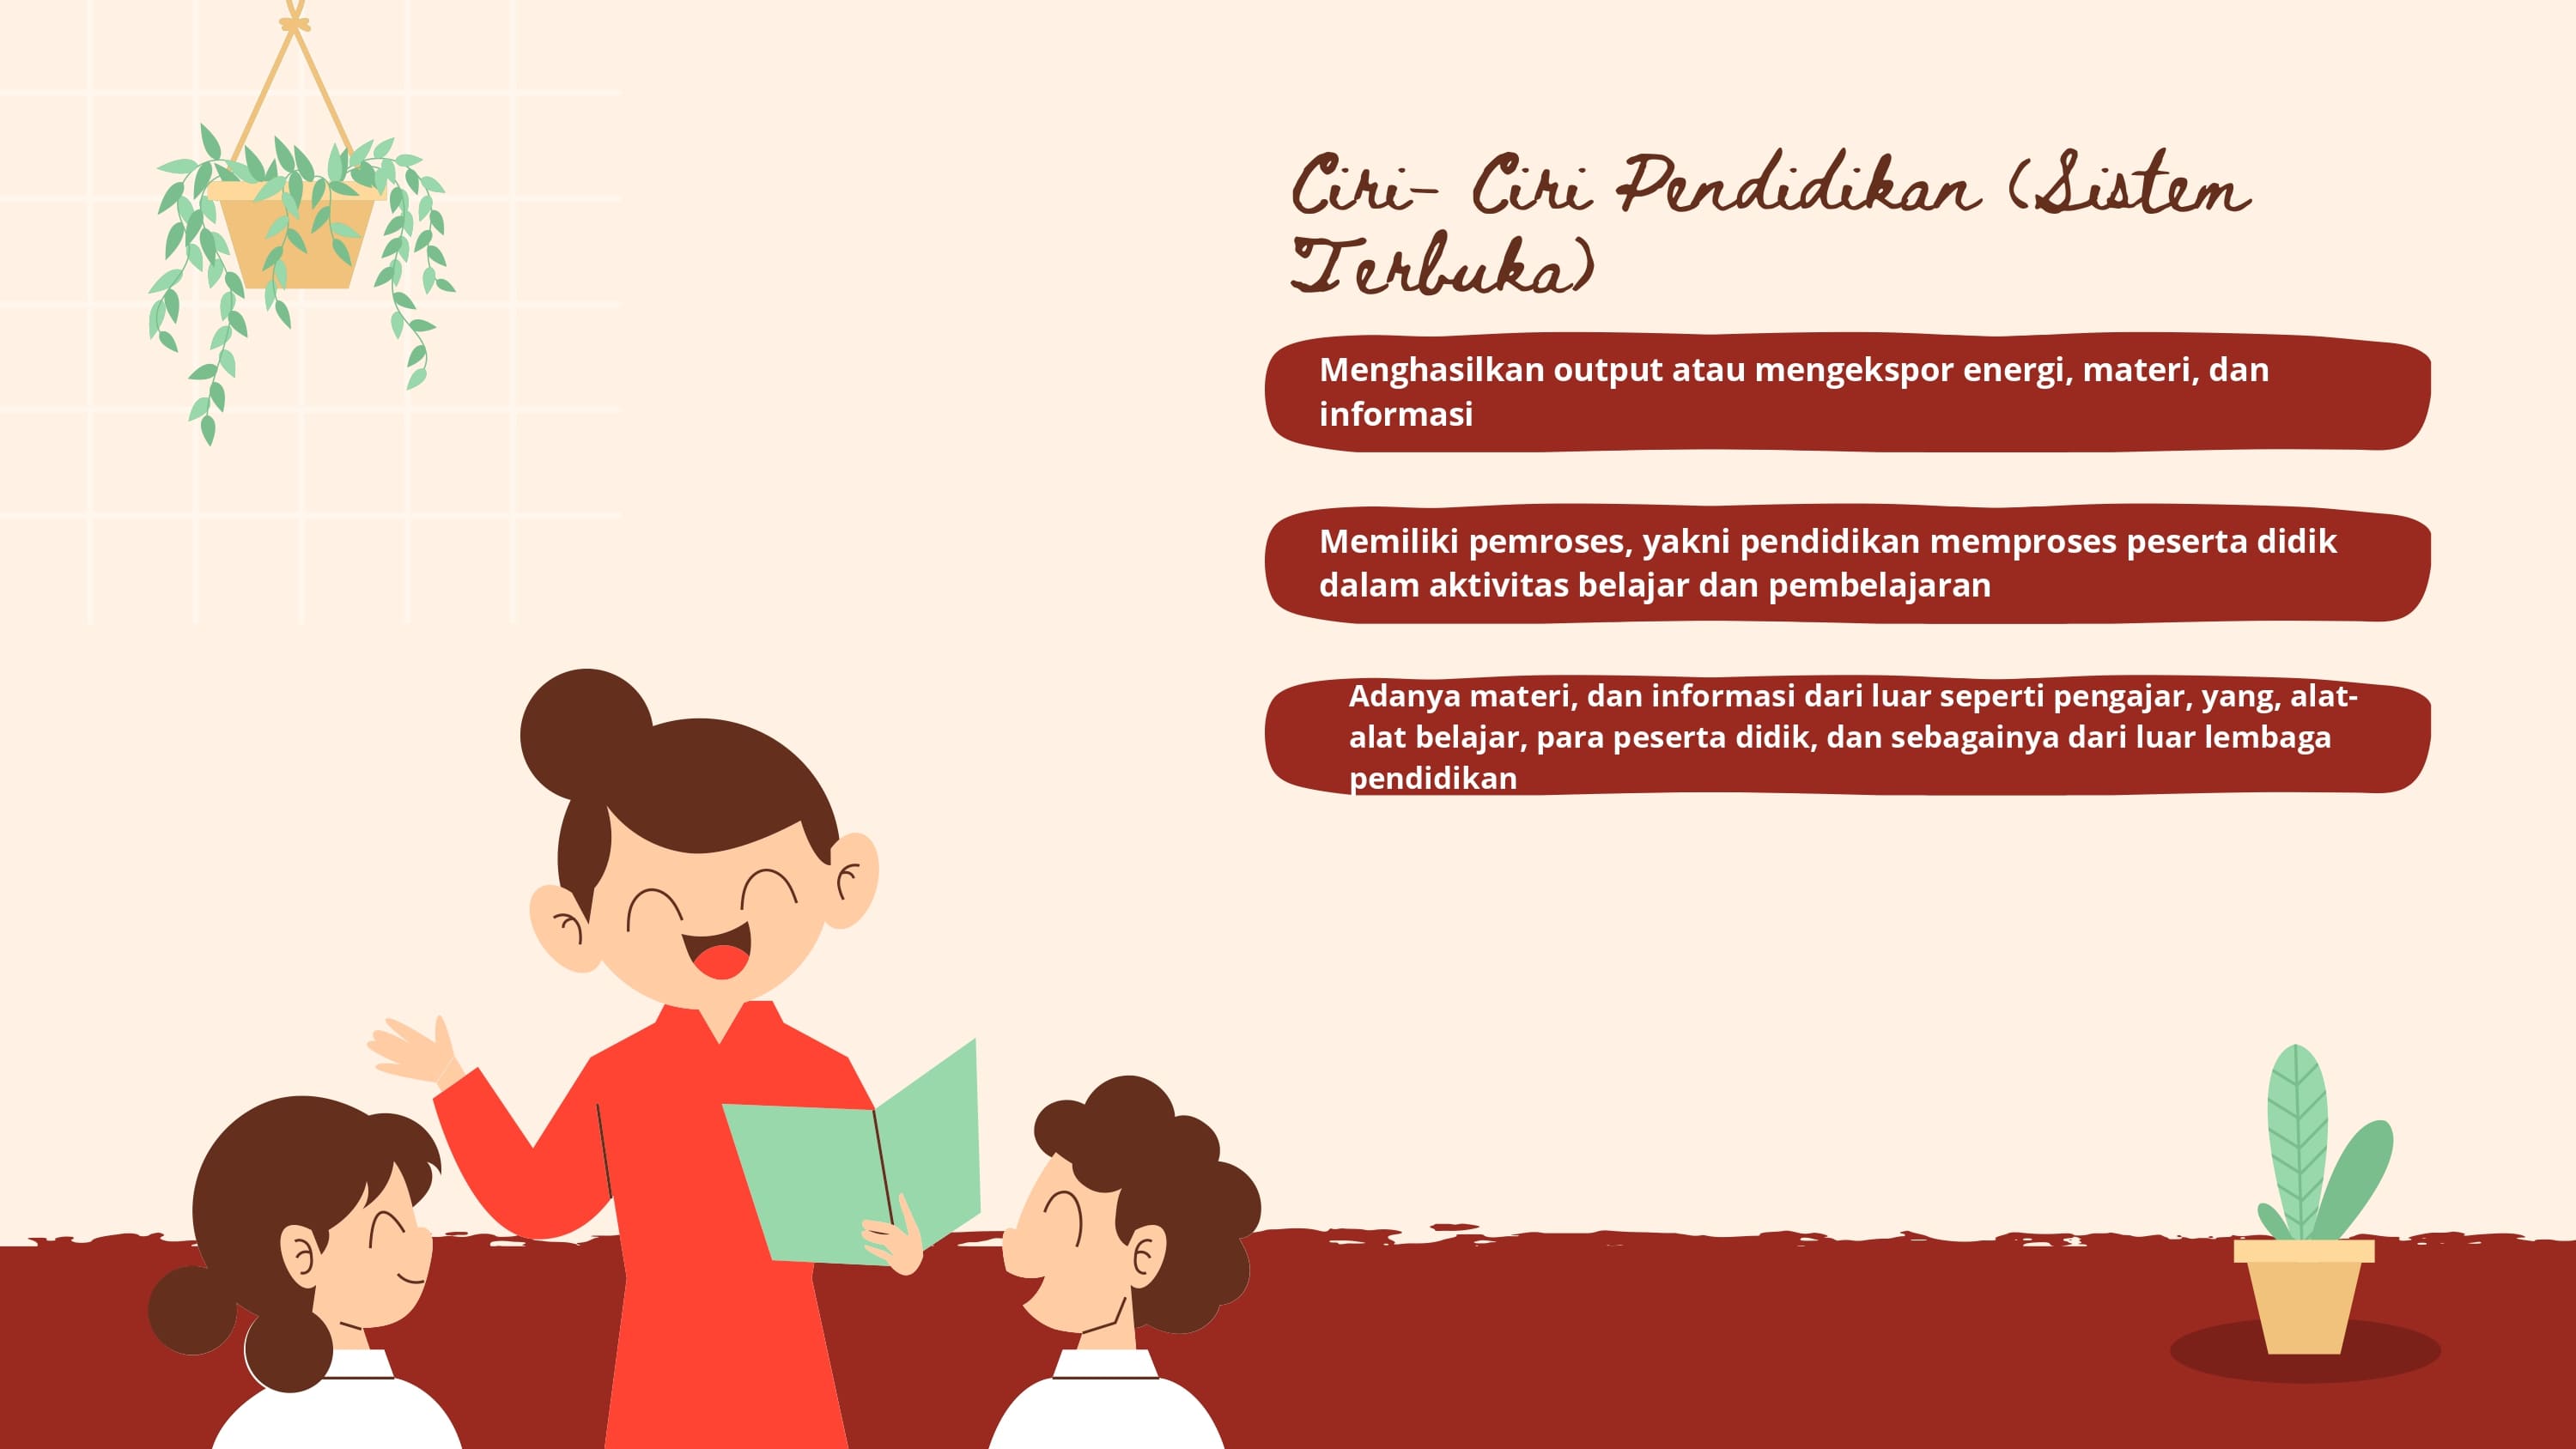 Ciri- Ciri Pendidikan (Sistem
Terbuka)
Menghasilkan output atau mengekspor energi, materi, dan
informasi
Memiliki pemroses, yakni pendidikan memproses peserta didik
dalam aktivitas belajar dan pembelajaran
Adanya materi, dan informasi dari luar seperti pengajar, yang, alat-
alat belajar, para peserta didik, dan sebagainya dari luar lembaga
pendidikan